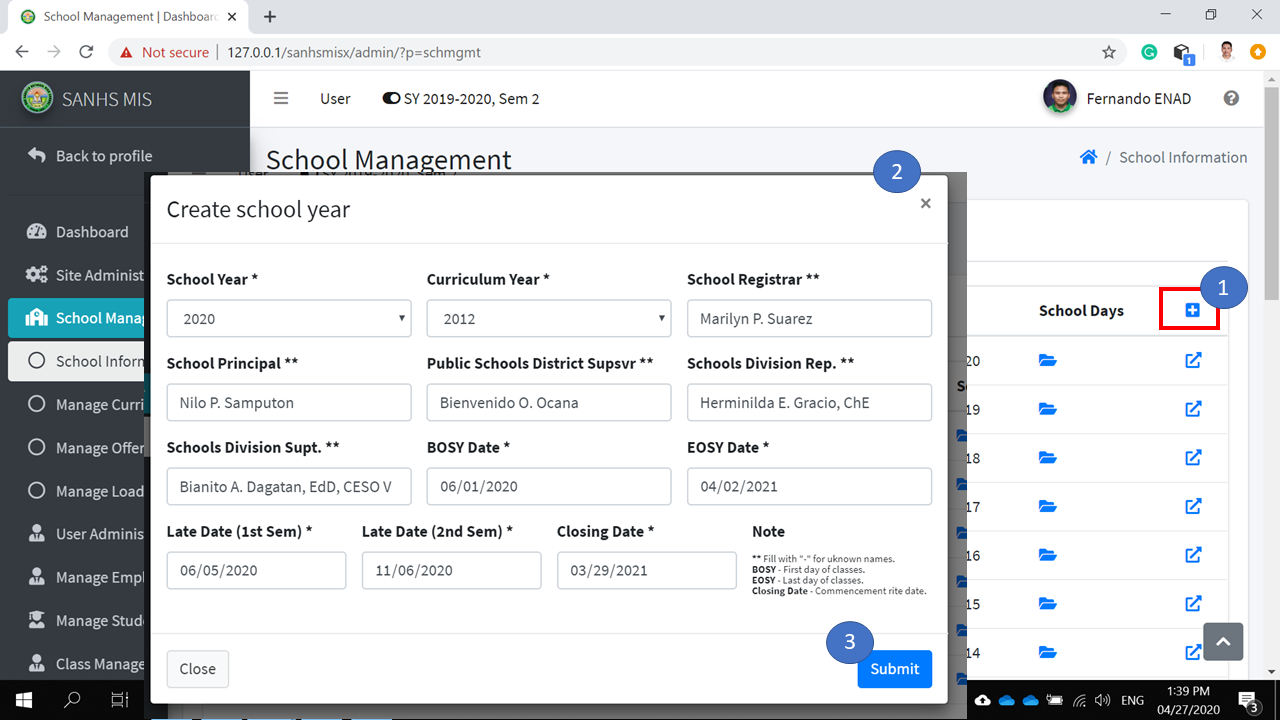 School Management | Dashboard
Not secure | 127.0.0.1/sanhsmisx/admin/?p=schmgmt
1
SANHS MIS
User
SY 2019-2020, Sem 2
Fernando ENAD
Back to profile
School Management
/ School Information
2
Create school year
×
Dashboard
Site Administ
School Mana
School Inform
Manage Curri
Manage Offer
Manage Load
User Adminis
Manage Empl
Manage Stud
Class Manage
School Year *
Curriculum Year *
School Registrar **
2020
2012
Marilyn P. Suarez
School Principal **
Public Schools District Supsvr **
Schools Division Rep. **
Nilo P. Samputon
Bienvenido O. Ocana
Herminilda E. Gracio, ChE
Schools Division Supt. **
BOSY Date *
EOSY Date *
Bianito A. Dagatan, EdD, CESO V
06/01/2020
04/02/2021
Late Date (1st Sem) *
Late Date (2nd Sem) *
Closing Date *
Note
06/05/2020
11/06/2020
03/29/2021
** Fill with "-" for uknown names.
BOSY - First day of classes.
EOSY - Last day of classes.
Closing Date - Commencement rite date.
3
Close
Submit
1
School Days
20
19
18
17
16
15
14
ENG
1:39 PM
04/27/2020
3